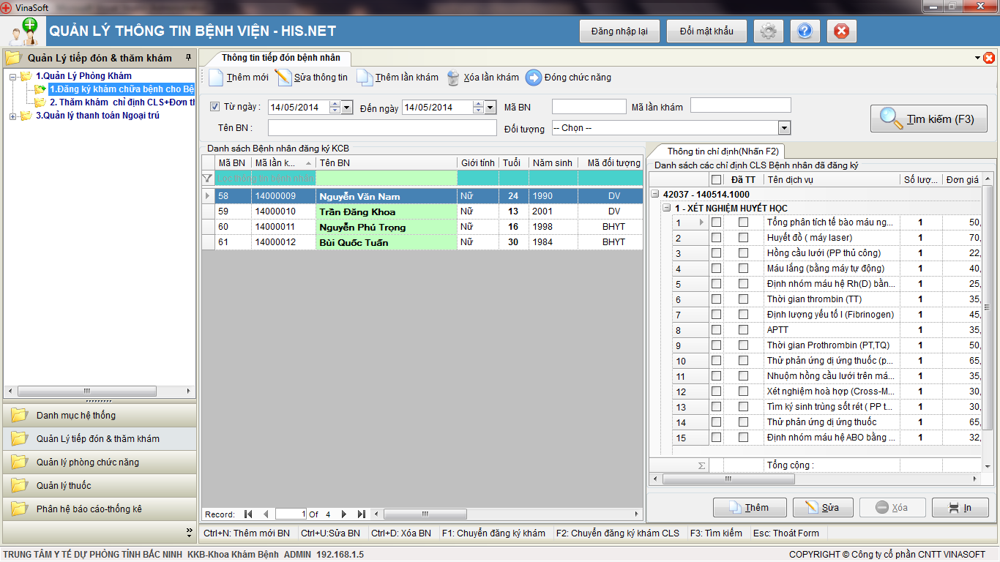 VinaSoft
QUẢN LÝ THÔNG TIN BỆNH VIỆN - HIS.NET
Đăng nhập lại
Đổi mật khẩu
Quản Lý tiếp đón & thăm khám
1.Quản Lý Phòng Khám
1.Đăng ký khám chữa bệnh cho Bệ
2. Thăm khám chỉ định CLS+Đơn th
3.Quản lý thanh toán Ngoại trú
Danh mục hệ thống
Quản Lý tiếp đón & thăm khám
Quản lý phòng chức năng
Quản lý thuốc
Phân hệ báo cáo-thống kê
Thông tin tiếp đón bệnh nhân
Thêm mới Sửa thông tin Thêm lần khám Xóa lần khám Đóng chức năng
Từ ngày : 14/05/2014 Đến ngày 14/05/2014 Mã BN Mã lần khám
Tên BN : Đối tượng -- Chọn --
Tìm kiếm (F3)
Danh sách Bệnh nhân đăng ký KCB
Mã BN Mã lần k... Tên BN Giới tính Tuổi Năm sinh Mã đối tượng
Lọc thông tin bệnh nhân
58 14000009 Nguyễn Văn Nam Nữ 24 1990 DV
59 14000010 Trần Đăng Khoa Nữ 13 2001 DV
60 14000011 Nguyễn Phú Trọng Nữ 16 1998 BHYT
61 14000012 Bùi Quốc Tuấn Nữ 30 1984 BHYT
Record: 1 Of 4
Thông tin chỉ định(Nhấn F2)
Danh sách các chỉ định CLS Bệnh nhân đã đăng ký
Đã TT Tên dịch vụ Số lượ... Đơn giá
42037 - 140514.1000
1 - XÉT NGHIỆM HUYẾT HỌC
1 Tổng phân tích tế bào máu ng... 1 50,
2 Huyết đồ ( máy laser) 1 70,
3 Hồng cầu lưới (PP thủ công) 1 22,
4 Máu lắng (bằng máy tự động) 1 40,
5 Định nhóm máu hệ Rh(D) bằn... 1 25,
6 Thời gian thrombin (TT) 1 35,
7 Định lượng yếu tố I (Fibrinogen) 1 45,
8 APTT 1 35,
9 Thời gian Prothrombin (PT,TQ) 1 50,
10 Thử phản ứng dị ứng thuốc (p... 1 65,
11 Nhuộm hồng cầu lưới trên má... 1 35,
12 Xét nghiệm hoà hợp (Cross-M... 1 30,
13 Tìm ký sinh trùng sốt rét ( PP t... 1 30,
14 Thử phản ứng dị ứng thuốc 1 65,
15 Định nhóm máu hệ ABO bằng ... 1 32,
Σ Tổng cộng :
Thêm Sửa Xóa In
Ctrl+N: Thêm mới BN Ctrl+U:Sửa BN Ctrl+D: Xóa BN F1: Chuyển đăng ký khám F2: Chuyển đăng ký khám CLS F3: Tìm kiếm Esc: Thoát Form
TRUNG TÂM Y TẾ DỰ PHÒNG TỈNH BẮC NINH KKB-Khoa Khám Bệnh ADMIN 192.168.1.5
COPYRIGHT © Công ty cổ phần CNTT VINASOFT